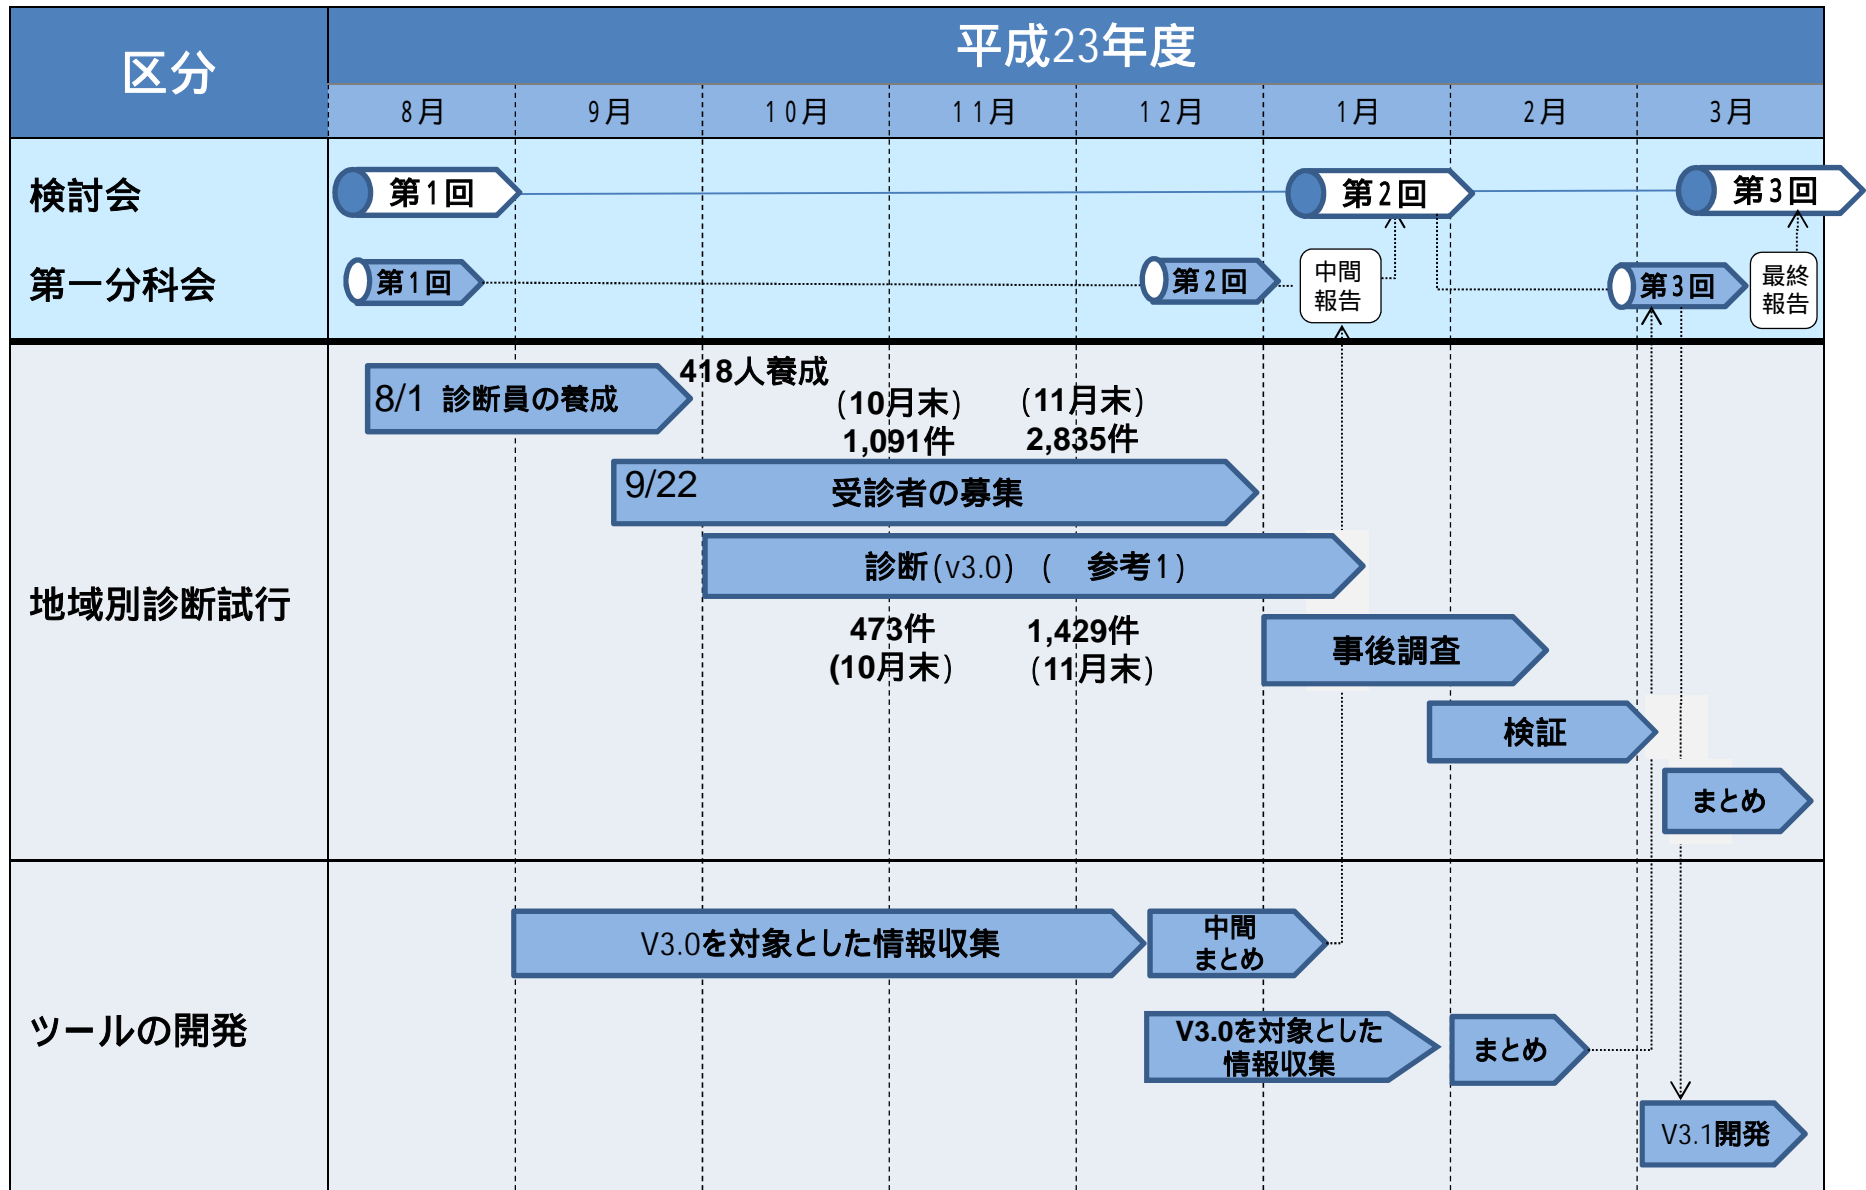 区分
平成23年度
8月
9月
10月
11月
12月
1月
2月
3月
検討会
第1回
第2回
第3回
第一分科会
第1回
第2回
中間
報告
第3回
最終
報告
地域別診断試行
8/1 診断員の養成
418人養成
(10月末)
1,091件
(11月末)
2,835件
9/22 受診者の募集
診断(v3.0) ( 参考1)
473件
(10月末)
1,429件
(11月末)
事後調査
検証
まとめ
ツールの開発
V3.0を対象とした情報収集
中間
まとめ
V3.0を対象とした
情報収集
まとめ
V3.1開発